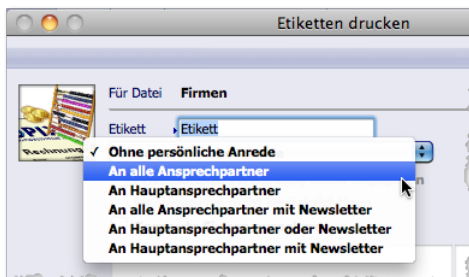 Etiketten drucken
Für Datei Firmen
Etikett Etikett
✓ Ohne persönliche Anrede
An alle Ansprechpartner
An Hauptansprechpartner
An alle Ansprechpartner mit Newsletter
An Hauptansprechpartner oder Newsletter
An Hauptansprechpartner mit Newsletter